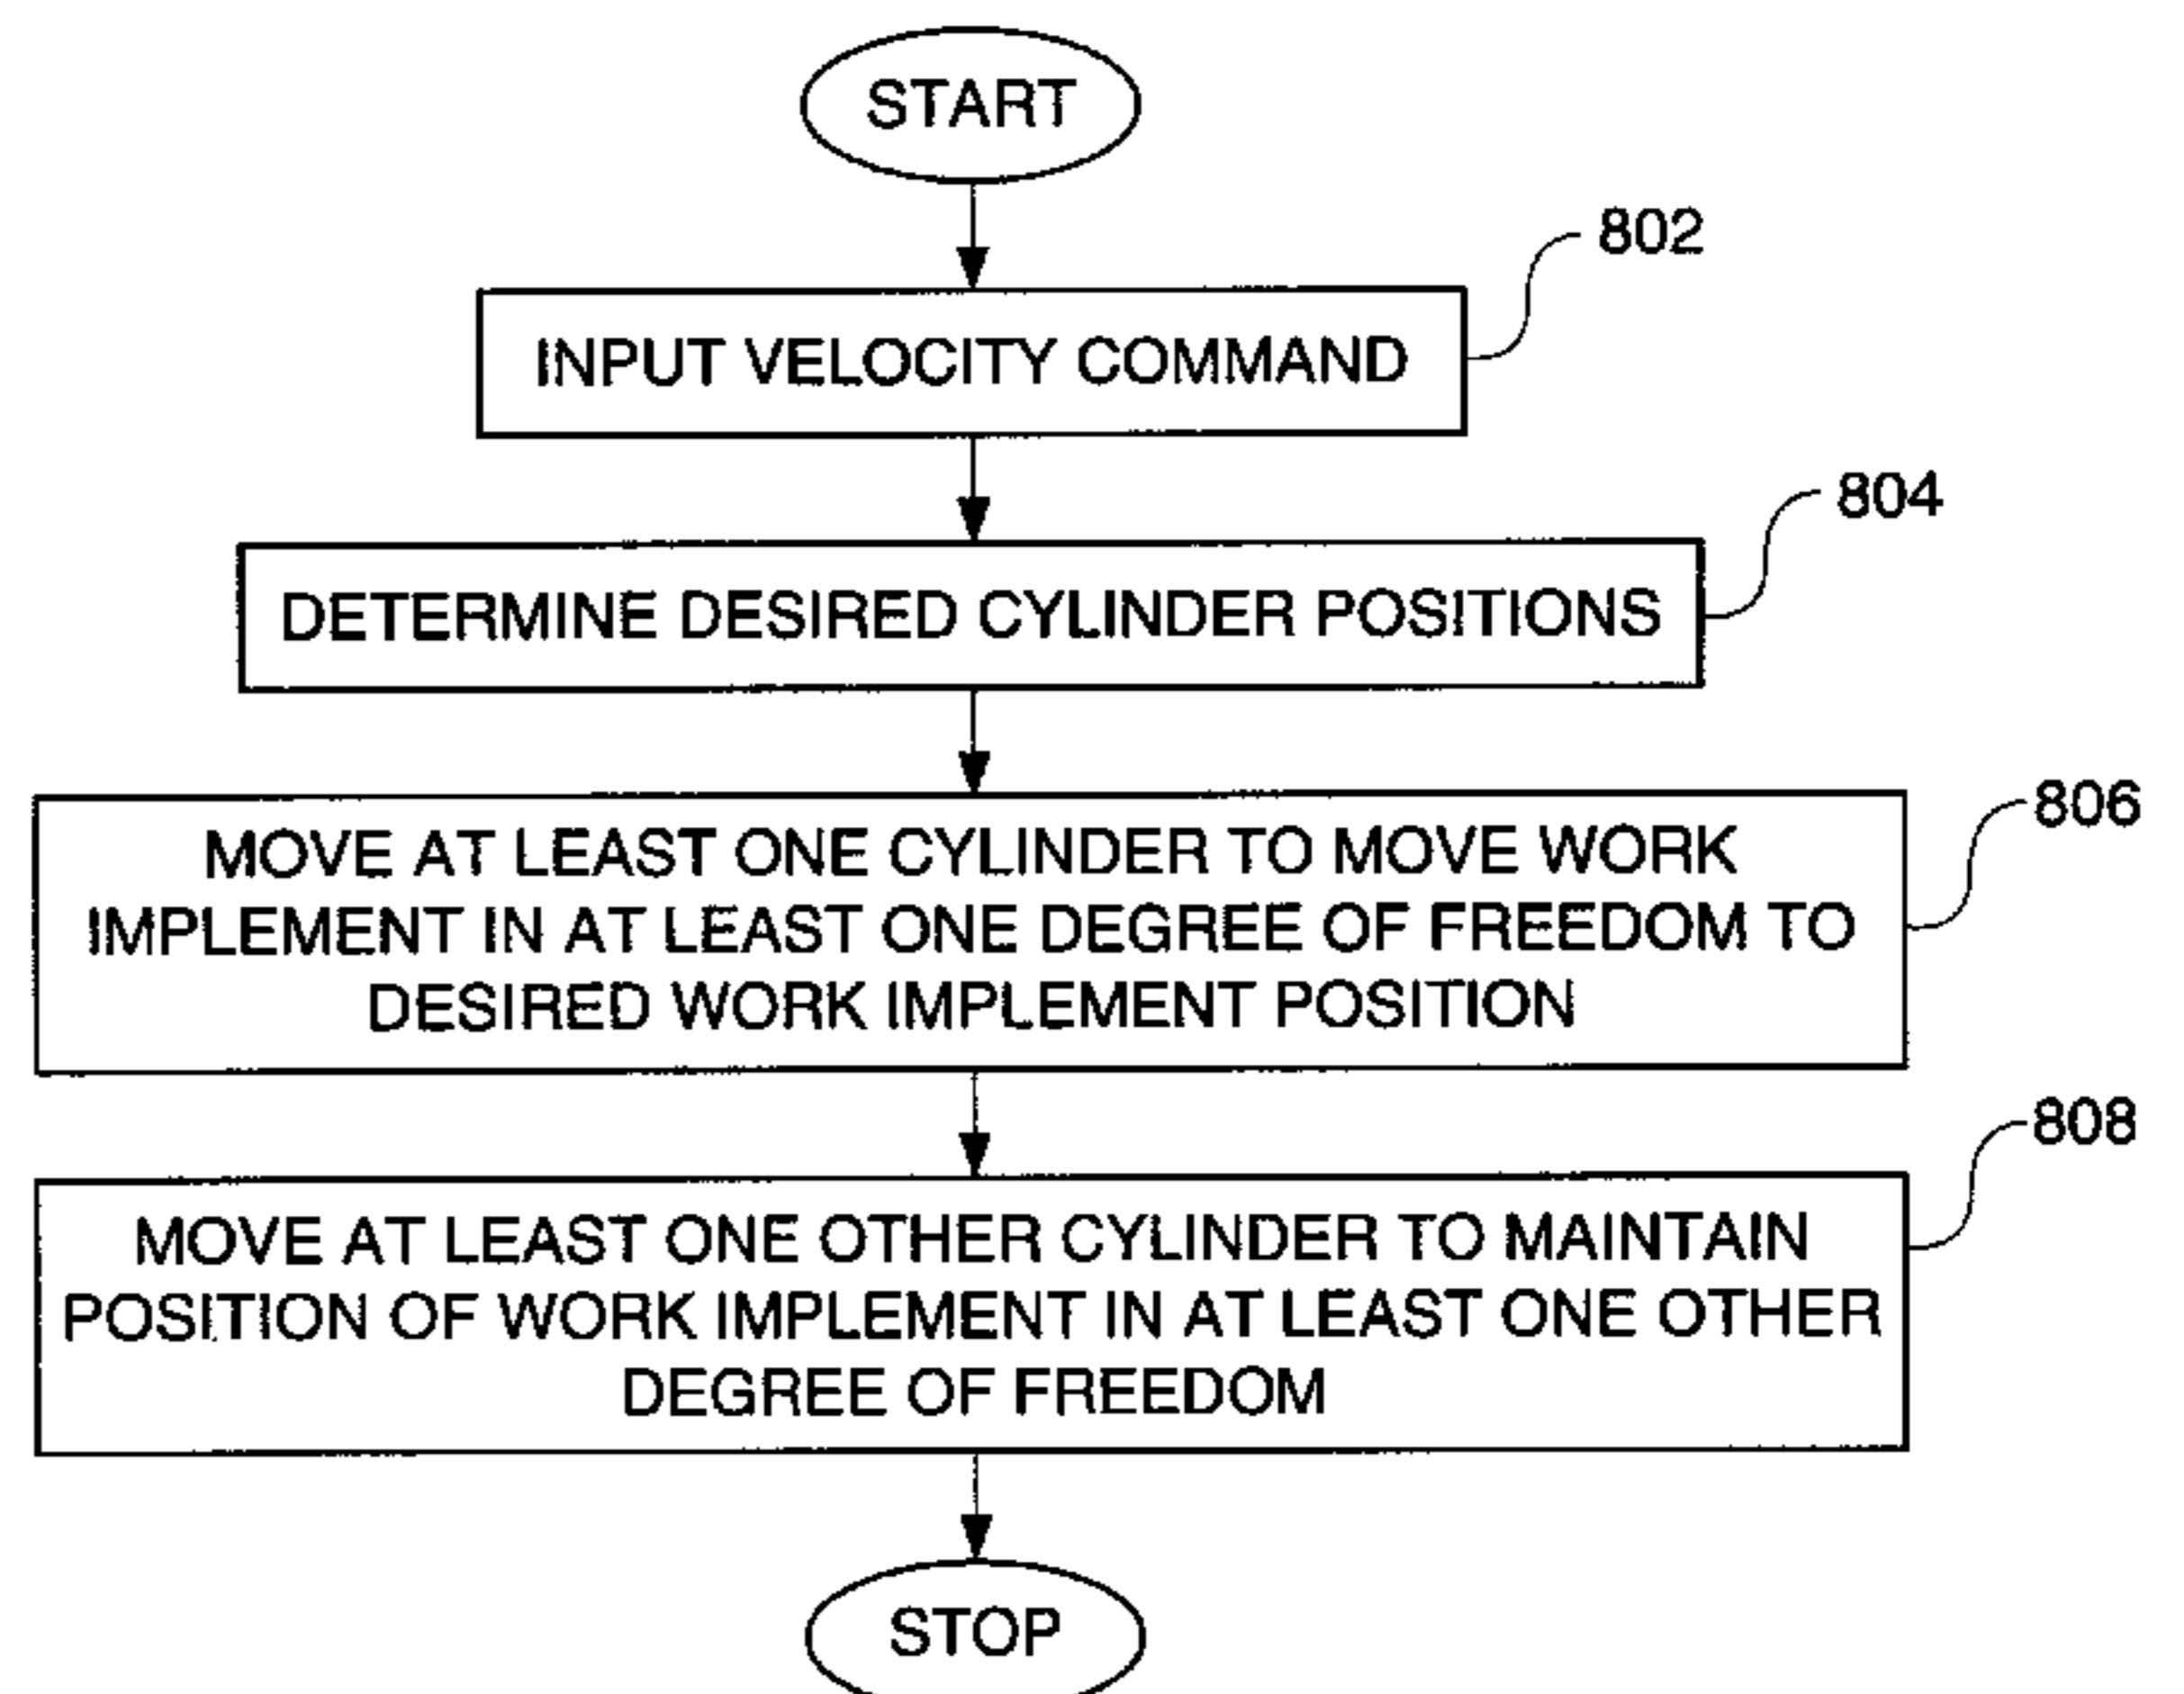 START
802
INPUT VELOCITY COMMAND
804
DETERMINE DESIRED CYLINDER POSITIONS
806
MOVE AT LEAST ONE CYLINDER TO MOVE WORK
IMPLEMENT IN AT LEAST ONE DEGREE OF FREEDOM TO
DESIRED WORK IMPLEMENT POSITION
808
MOVE AT LEAST ONE OTHER CYLINDER TO MAINTAIN
POSITION OF WORK IMPLEMENT IN AT LEAST ONE OTHER
DEGREE OF FREEDOM
STOP